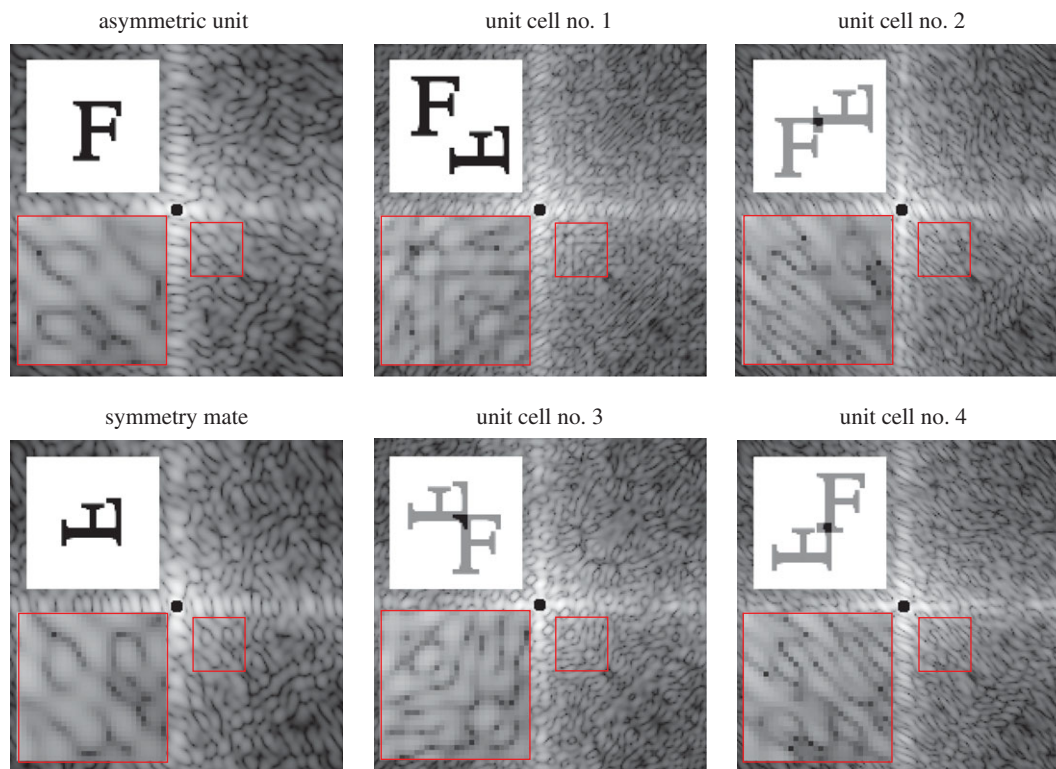 asymmetric unit
unit cell no. 1
unit cell no. 2
F
F
F
F
F
symmetry mate
unit cell no. 3
unit cell no. 4
F
F
F
F
F